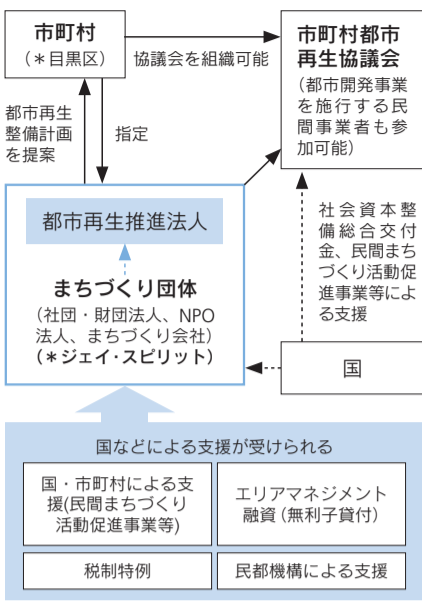 市町村
(＊目黒区)
協議会を組織可能
市町村都市
再生協議会
(都市開発事業
を施行する民
間事業者も参
加可能)
都市再生
整備計画
を提案
指定
都市再生推進法人
まちづくり団体
(社団・財団法人、NPO
法人、まちづくり会社)
(＊ジェイ・スピリット)
社会資本整
備総合交付
金、民間まち
づくり活動促
進事業等によ
る支援
国
国などによる支援が受けられる
国・市町村による支
援(民間まちづくり
活動促進事業等)
エリアマネジメント
融資(無利子貸付)
税制特例
民都機構による支援